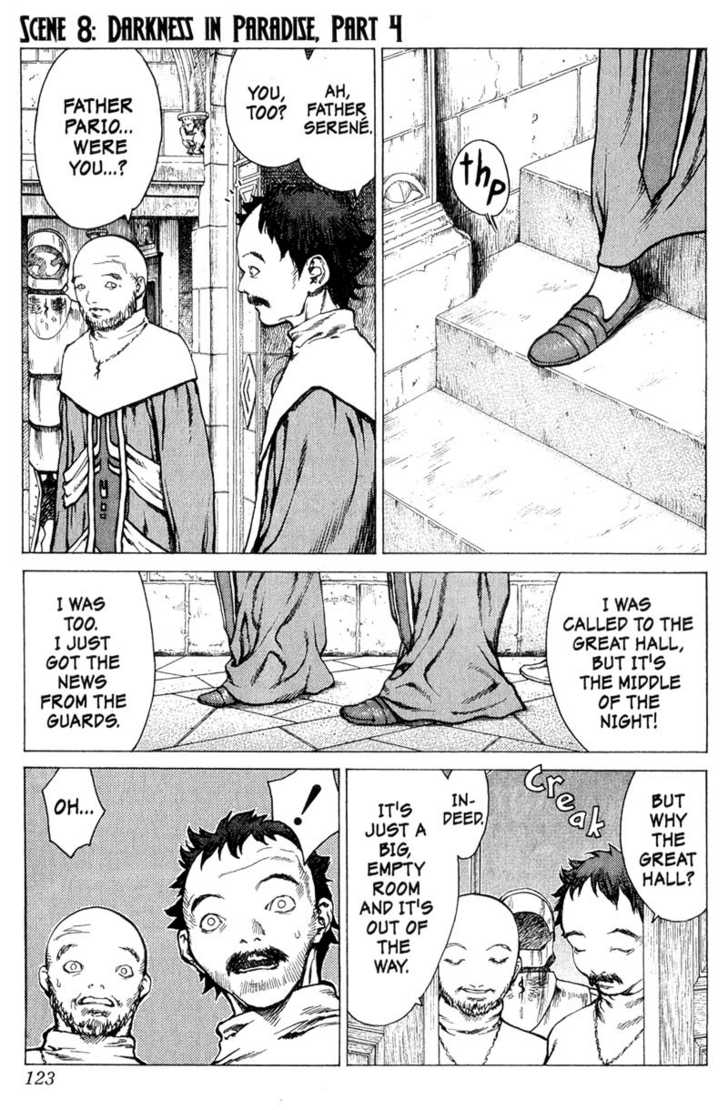 SCENE 8: DARKNESS IN PARADISE, PART 4
thp
AH,
FATHER
SERENÉ.
YOU,
TOO?
FATHER
PARIO...
WERE
YOU...?
I WAS
CALLED TO THE
GREAT HALL,
BUT IT'S
THE MIDDLE
OF THE
NIGHT!
I WAS
TOO.
I JUST
GOT THE
NEWS
FROM THE
GUARDS.
BUT
WHY
THE
GREAT
HALL?
Creak
IN-
DEED.
IT'S
JUST A
BIG,
EMPTY
ROOM
AND IT'S
OUT OF
THE
WAY.
!
OH...
123